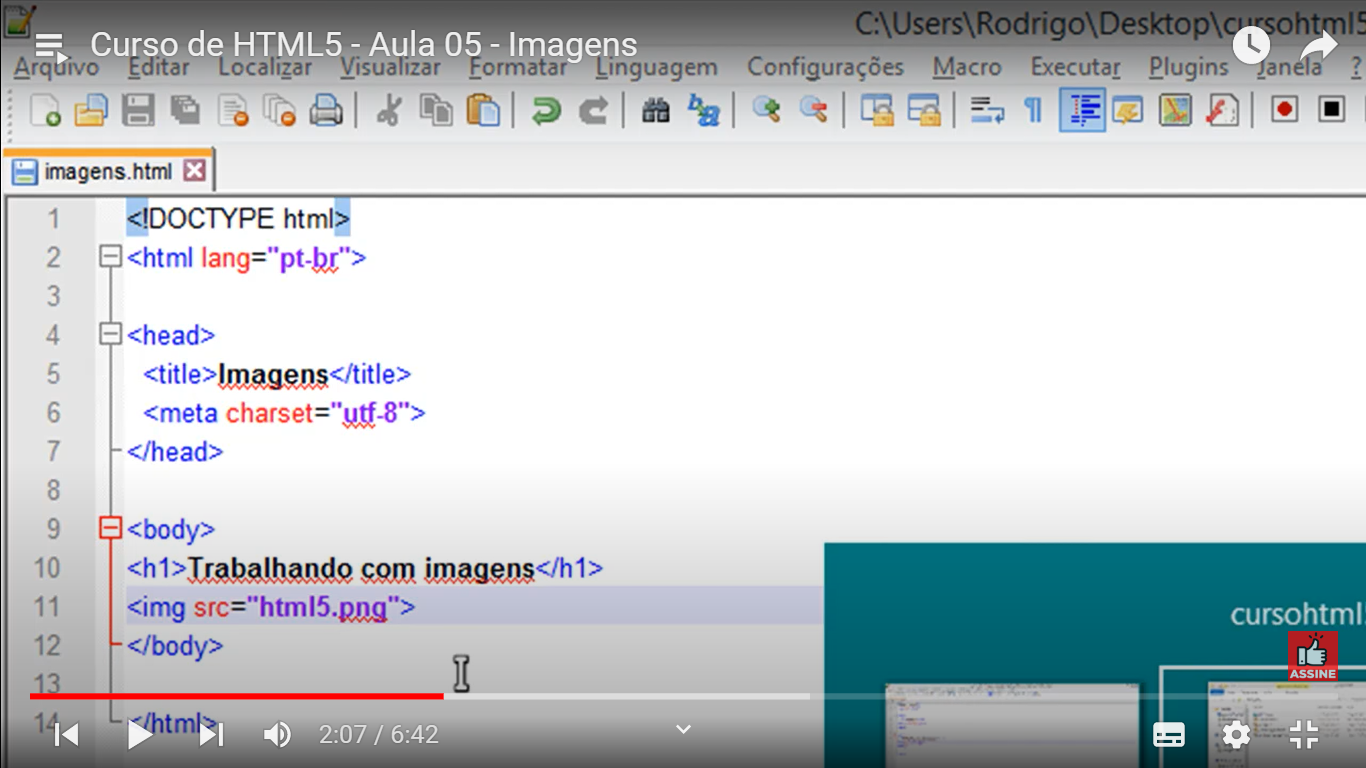 C:\Users\Rodrigo\Desktop\cursohtml5
Curso de HTML5 - Aula 05 - Imagens
Arquivo Editar Localizar Visualizar Formatar Linguagem Configurações Macro Executar Plugins Janela ?
imagens.html
1 <!DOCTYPE html>
2 <html lang="pt-br">
3
4 <head>
5 <title>Imagens</title>
6 <meta charset="utf-8">
7 </head>
8
9 <body>
10 <h1>Trabalhando com imagens</h1>
11 <img src="html5.png">
12 </body>
13
14 </html>
cursohtml5
ASSINE
2:07 / 6:42